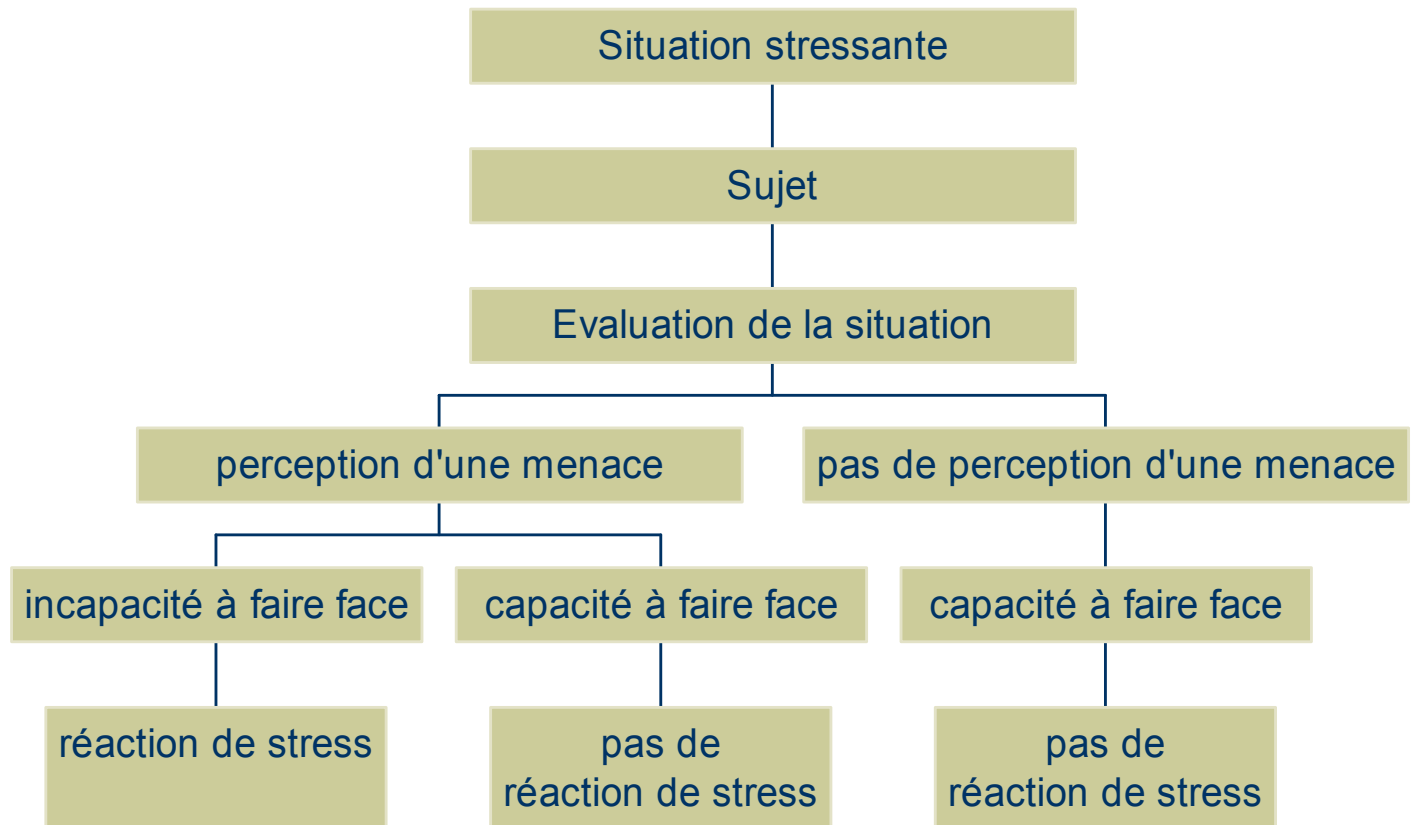 Situation stressante
Sujet
Evaluation de la situation
perception d'une menace
pas de perception d'une menace
incapacité à faire face
capacité à faire face
capacité à faire face
réaction de stress
pas de
réaction de stress
pas de
réaction de stress